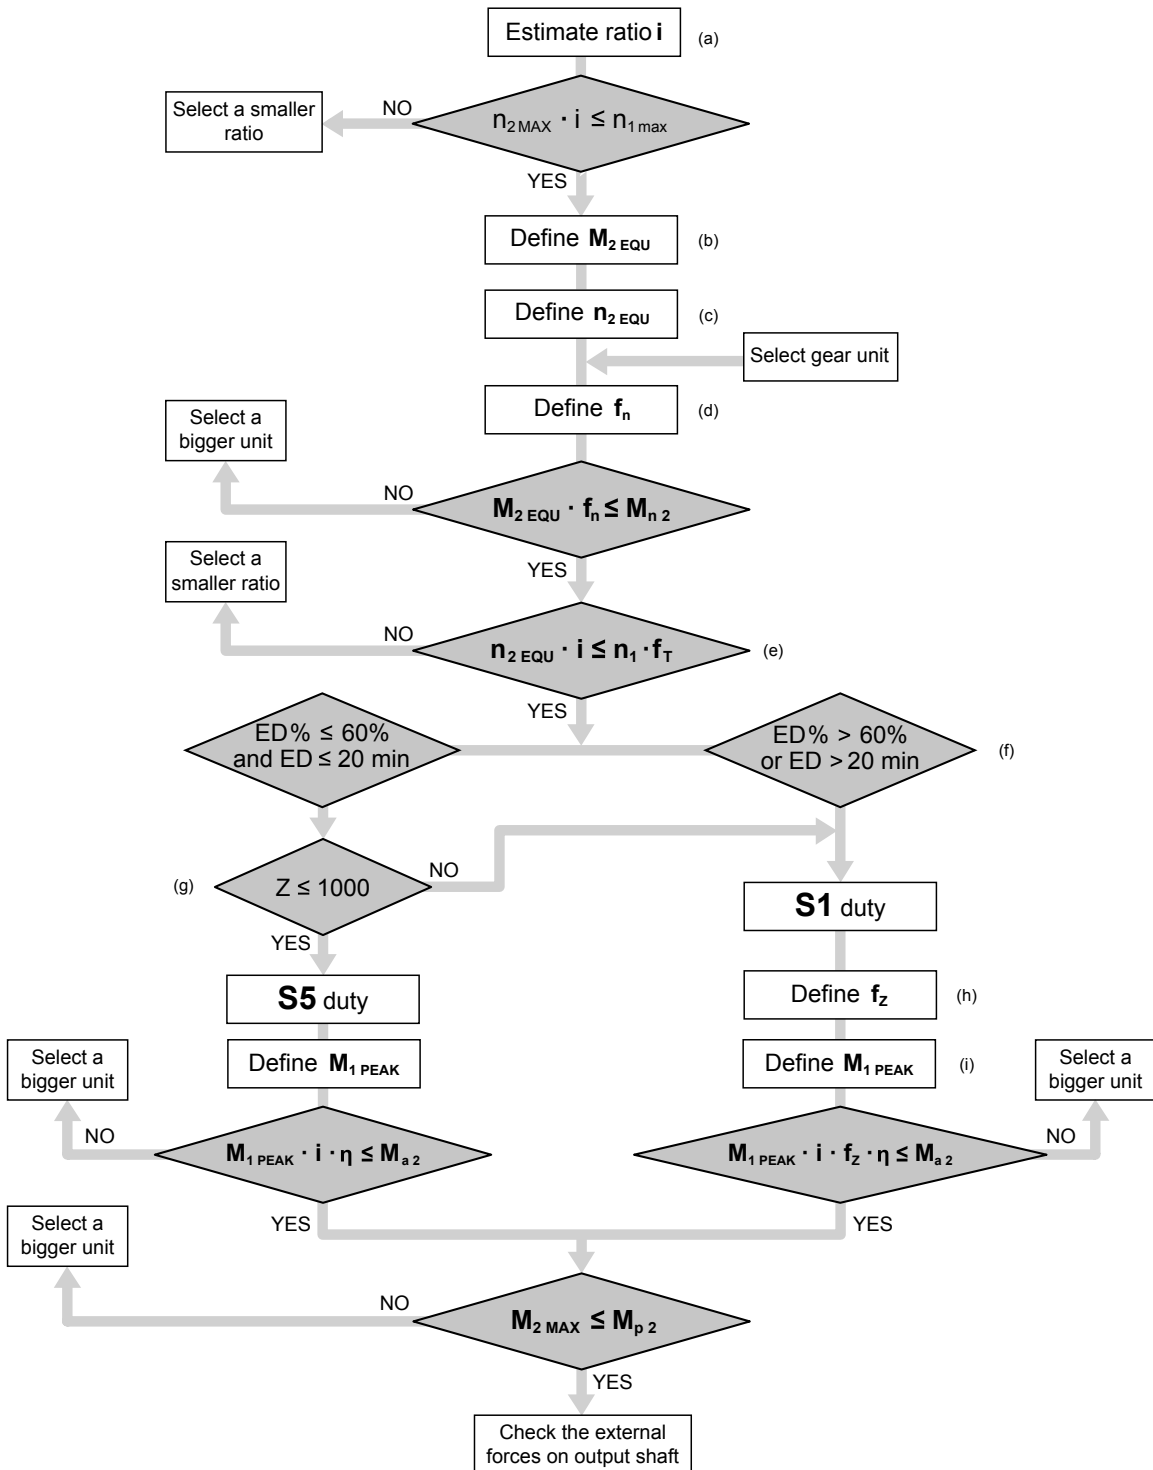 Estimate ratio i
(a)
Select a smaller
ratio
NO
n2 MAX · i ≤ n1 max
YES
Define M2 EQU
(b)
Define n2 EQU
(c)
Select gear unit
Define fn
(d)
Select a
bigger unit
NO
M2 EQU · fn ≤ Mn 2
YES
Select a
smaller ratio
NO
n2 EQU · i ≤ n1 · fT
(e)
YES
ED% ≤ 60%
and ED ≤ 20 min
ED% > 60%
or ED > 20 min
(f)
(g)
Z ≤ 1000
NO
YES
S1 duty
S5 duty
Define fZ
(h)
Define M1 PEAK
Define M1 PEAK
(i)
Select a
bigger unit
Select a
bigger unit
NO
M1 PEAK · i · η ≤ Ma 2
M1 PEAK · i · fZ · η ≤ Ma 2
NO
YES
YES
Select a
bigger unit
NO
M2 MAX ≤ Mp 2
YES
Check the external
forces on output shaft